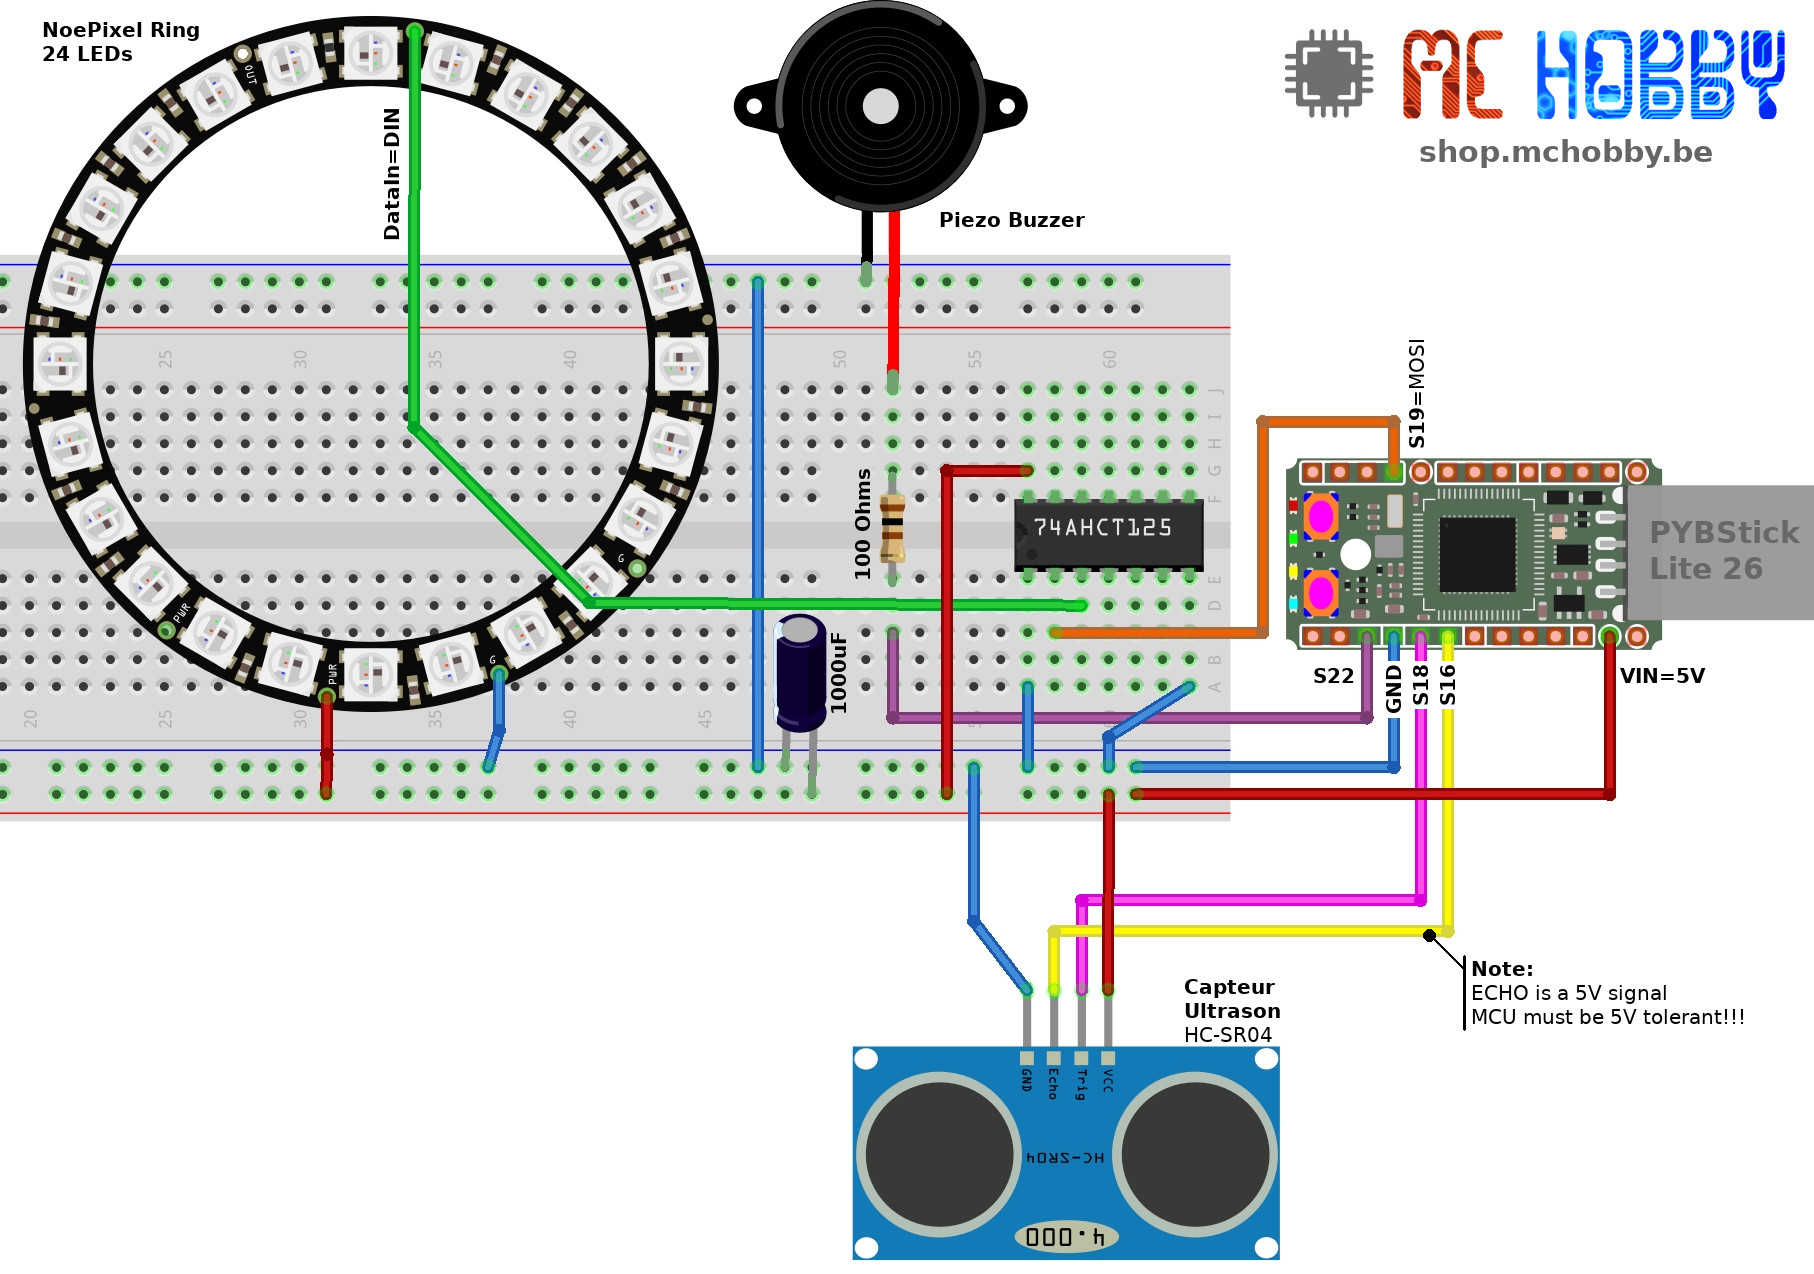 NoePixel Ring
24 LEDs
OUT
DataIn=DIN
Piezo Buzzer
MC HOBBY
shop.mchobby.be
25
30
35
40
50
55
60
J
I
H
G
F
100 Ohms
74AHCT125
S19=MOSI
PYBStick
Lite 26
G
PWR
PWR
G
E
D
B
A
1000uF
S22
GND
S18
S16
VIN=5V
20
25
35
40
45
Note:
ECHO is a 5V signal
MCU must be 5V tolerant!!!
Capteur
Ultrason
HC-SR04
GND
Echo
Trig
VCC
HC-SR04
4.000